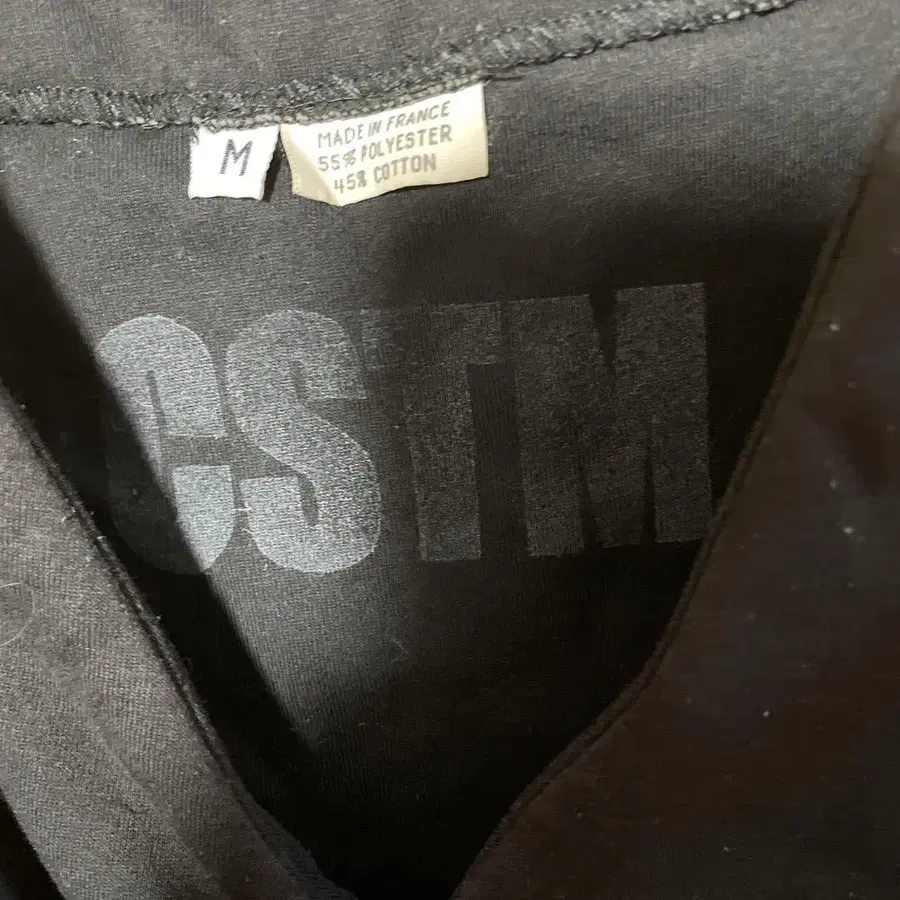 M
MADE IN FRANCE
55% POLYESTER
45% COTTON
CSTM